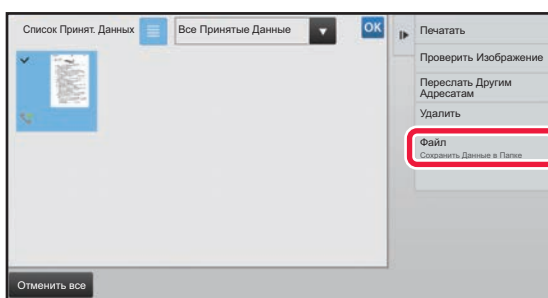 Список Принят. Данных
Все Принятые Данные
OK
Печатать
Проверить Изображение
Переслать Другим
Адресатам
Удалить
Файл
Сохранить Данные в Папке
Отменить все